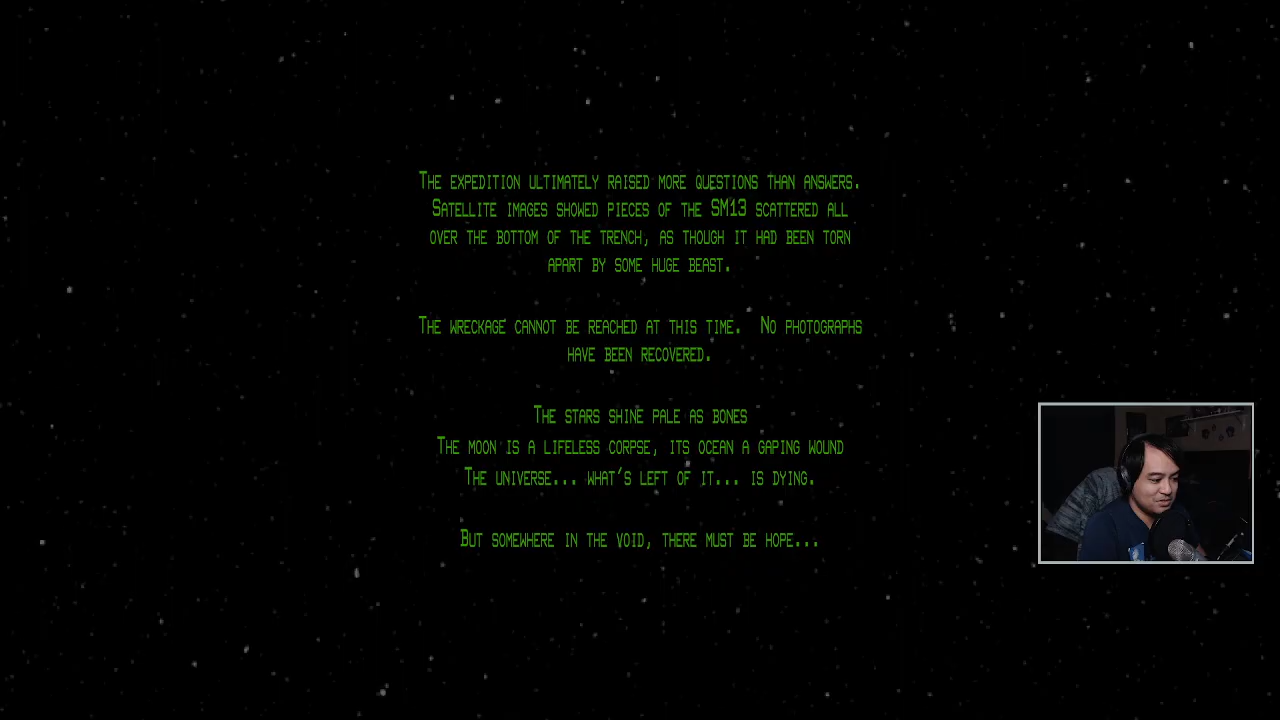 The expedition ultimately raised more questions than answers.
Satellite images showed pieces of the SM13 scattered all
over the bottom of the trench, as though it had been torn
apart by some huge beast.
The wreckage cannot be reached at this time.  No photographs
have been recovered.
The stars shine pale as bones
The moon is a lifeless corpse, its ocean a gaping wound
The universe... what's left of it... is dying.
But somewhere in the void, there must be hope...